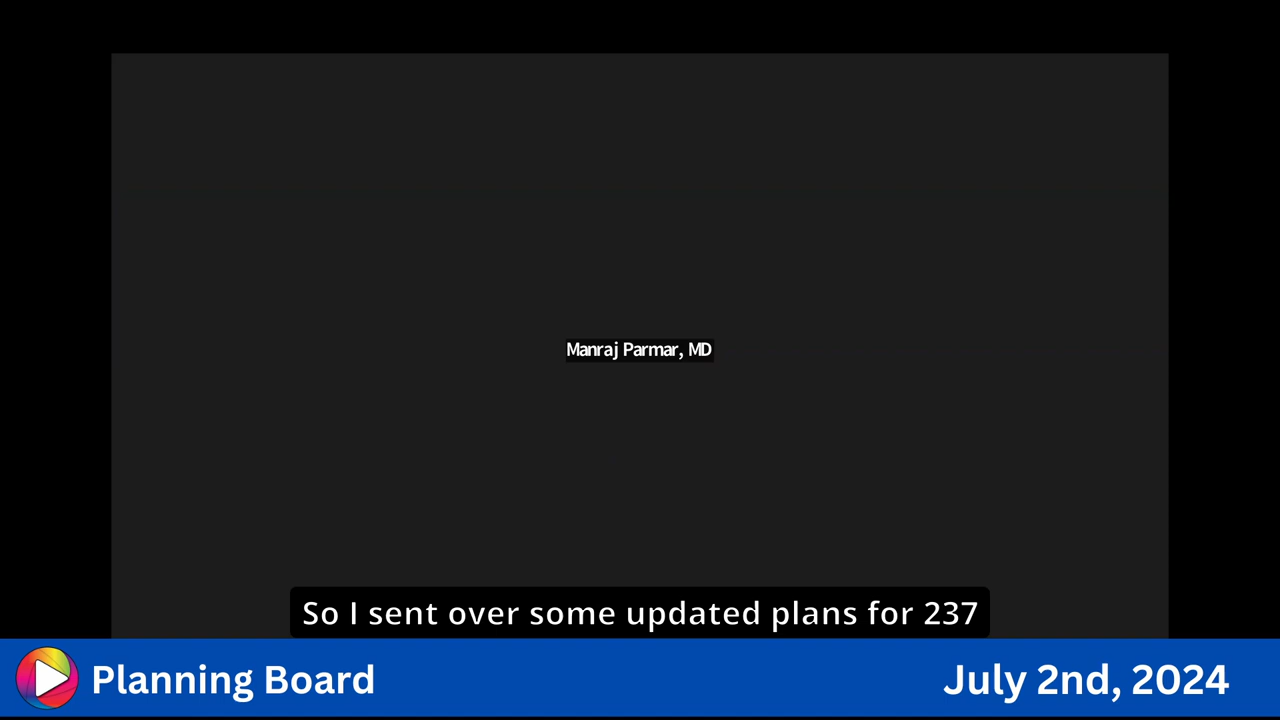 Manraj Parmar, MD
So I sent over some updated plans for 237
Planning Board
July 2nd, 2024